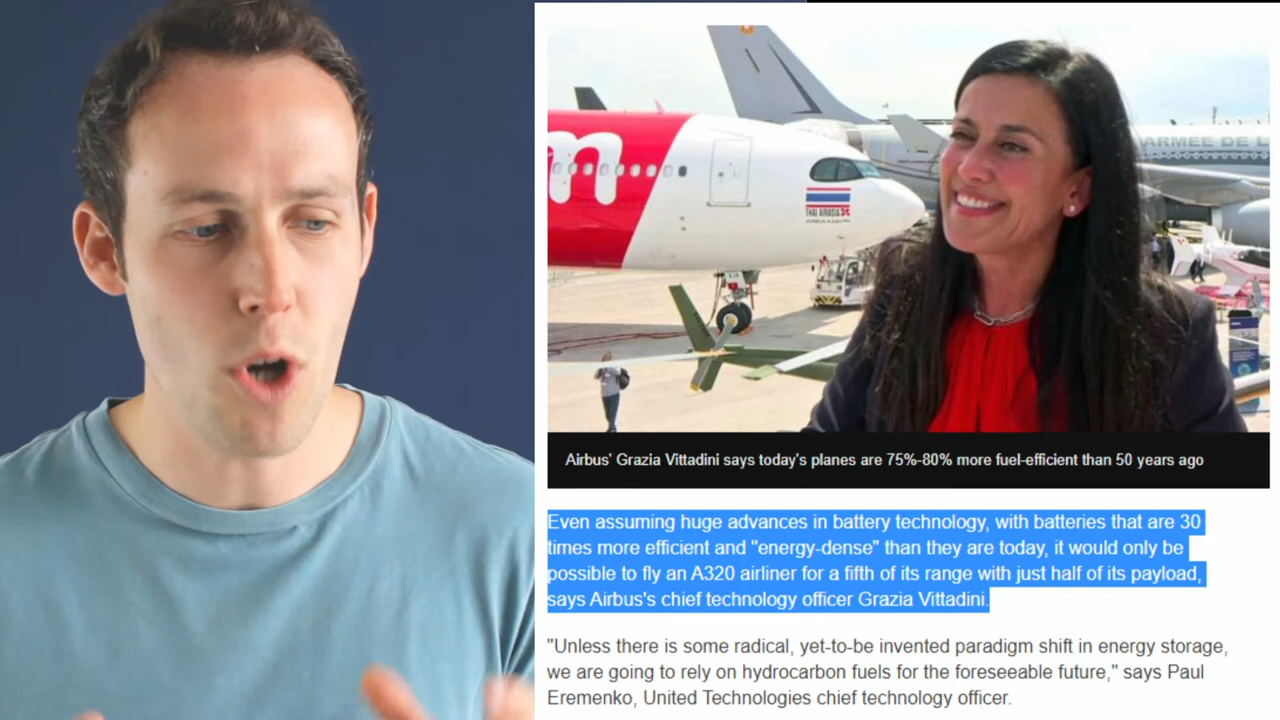 m
THAI AIRASIA X
ARMEE DE L
Airbus' Grazia Vittadini says today's planes are 75%-80% more fuel-efficient than 50 years ago
Even assuming huge advances in battery technology, with batteries that are 30
times more efficient and "energy-dense" than they are today, it would only be
possible to fly an A320 airliner for a fifth of its range with just half of its payload,
says Airbus's chief technology officer Grazia Vittadini.
"Unless there is some radical, yet-to-be invented paradigm shift in energy storage,
we are going to rely on hydrocarbon fuels for the foreseeable future," says Paul
Eremenko, United Technologies chief technology officer.